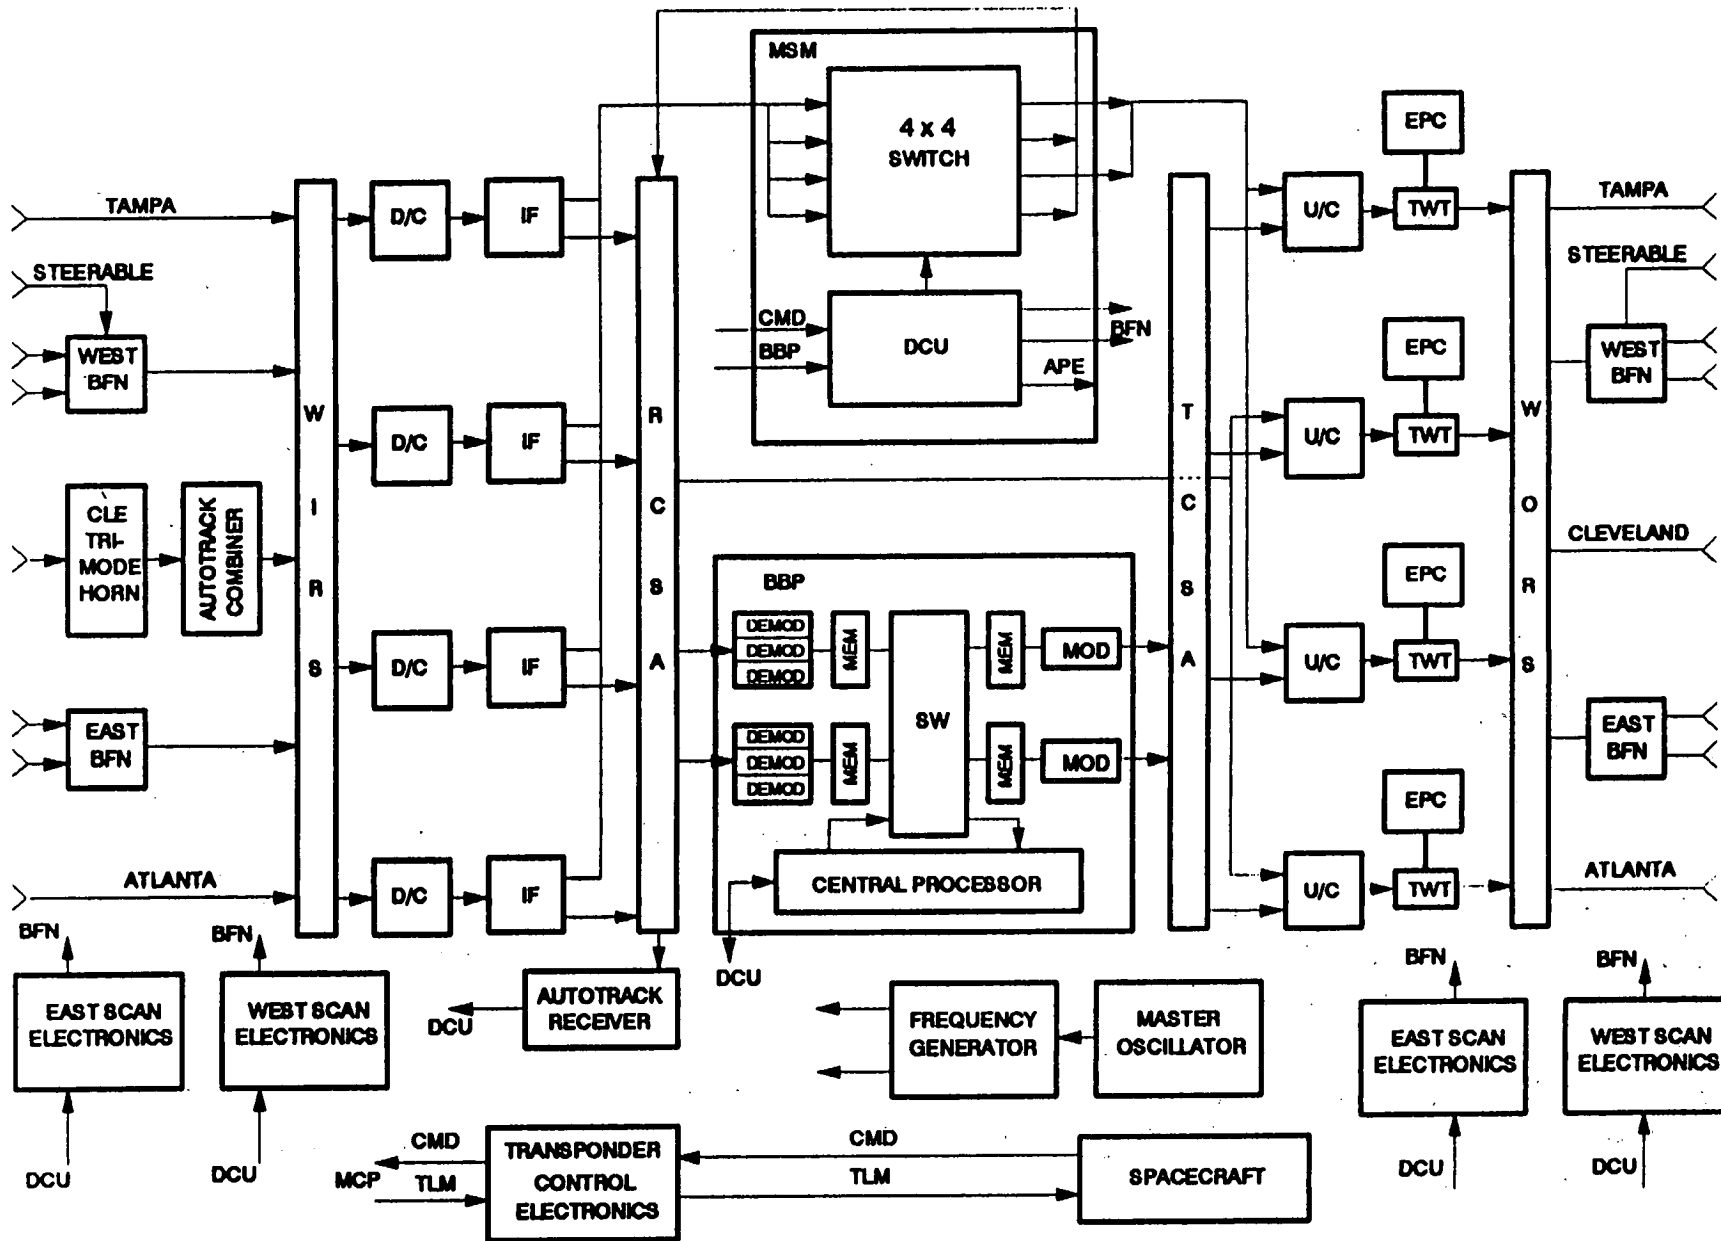 MSM
4 x 4
SWITCH
EPC
TAMPA
D/C
IF
U/C
TWT
TAMPA
STEERABLE
STEERABLE
CMD
BBP
DCU
BFN
APE
EPC
WEST
BFN
WEST
BFN
W
I
R
S
R
C
S
A
T
C
S
A
W
O
R
S
D/C
IF
U/C
TWT
CLE
TRI-
MODE
HORN
AUTOTRACK
COMBINER
CLEVELAND
BBP
EPC
DEMOD
DEMOD
DEMOD
MEM
MEM
MOD
D/C
IF
U/C
TWT
SW
EAST
BFN
DEMOD
DEMOD
DEMOD
MEM
MEM
MOD
EAST
BFN
EPC
ATLANTA
D/C
IF
CENTRAL PROCESSOR
U/C
TWT
ATLANTA
BFN
BFN
DCU
BFN
BFN
EAST SCAN
ELECTRONICS
WEST SCAN
ELECTRONICS
DCU
AUTOTRACK
RECEIVER
FREQUENCY
GENERATOR
MASTER
OSCILLATOR
EAST SCAN
ELECTRONICS
WEST SCAN
ELECTRONICS
DCU
DCU
MCP
CMD
TLM
TRANSPONDER
CONTROL
ELECTRONICS
CMD
TLM
SPACECRAFT
DCU
DCU